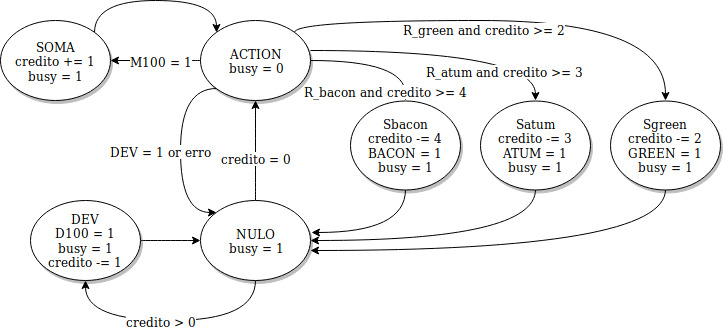 SOMA
credito += 1
busy = 1
M100 = 1
ACTION
busy = 0
R_green and credito >= 2
R_atum and credito >= 3
R_bacon and credito >= 4
Sbacon
credito -= 4
BACON = 1
busy = 1
Satum
credito -= 3
ATUM = 1
busy = 1
Sgreen
credito -= 2
GREEN = 1
busy = 1
DEV = 1 or erro
credito = 0
DEV
D100 = 1
busy = 1
credito -= 1
NULO
busy = 1
credito > 0